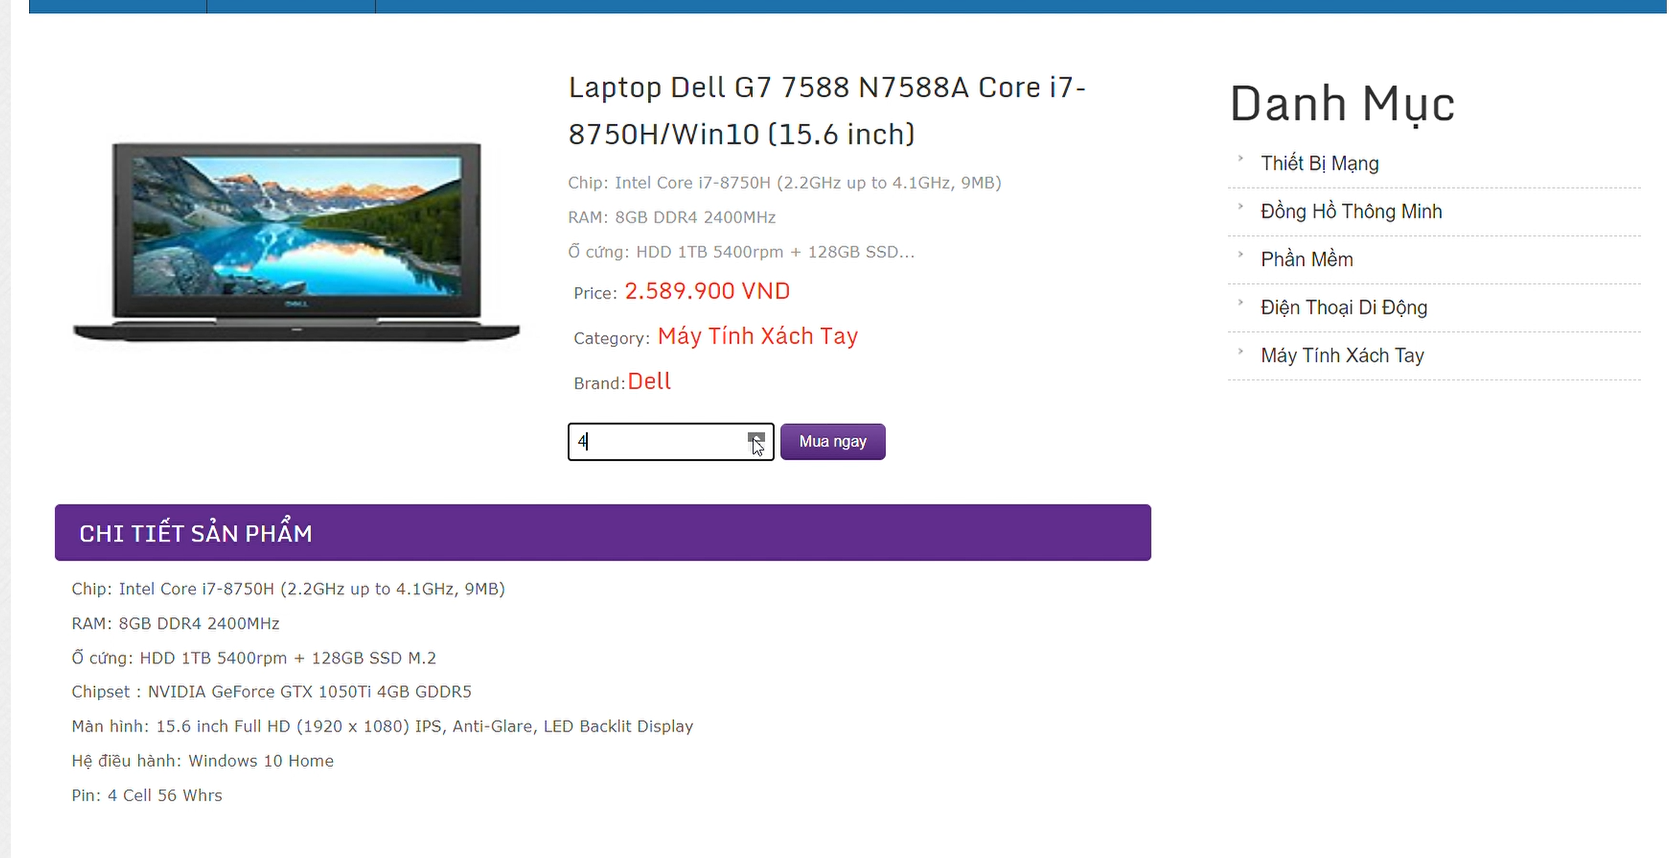 Laptop Dell G7 7588 N7588A Core i7-
8750H/Win10 (15.6 inch)
Chip: Intel Core i7-8750H (2.2GHz up to 4.1GHz, 9MB)
RAM: 8GB DDR4 2400MHz
Ổ cứng: HDD 1TB 5400rpm + 128GB SSD...
Price: 2.589.900 VND
Category: Máy Tính Xách Tay
Brand:Dell
4
Mua ngay
DELL
CHI TIẾT SẢN PHẨM
Chip: Intel Core i7-8750H (2.2GHz up to 4.1GHz, 9MB)
RAM: 8GB DDR4 2400MHz
Ổ cứng: HDD 1TB 5400rpm + 128GB SSD M.2
Chipset : NVIDIA GeForce GTX 1050Ti 4GB GDDR5
Màn hình: 15.6 inch Full HD (1920 x 1080) IPS, Anti-Glare, LED Backlit Display
Hệ điều hành: Windows 10 Home
Pin: 4 Cell 56 Whrs
Danh Mục
Thiết Bị Mạng
Đồng Hồ Thông Minh
Phần Mềm
Điện Thoại Di Động
Máy Tính Xách Tay